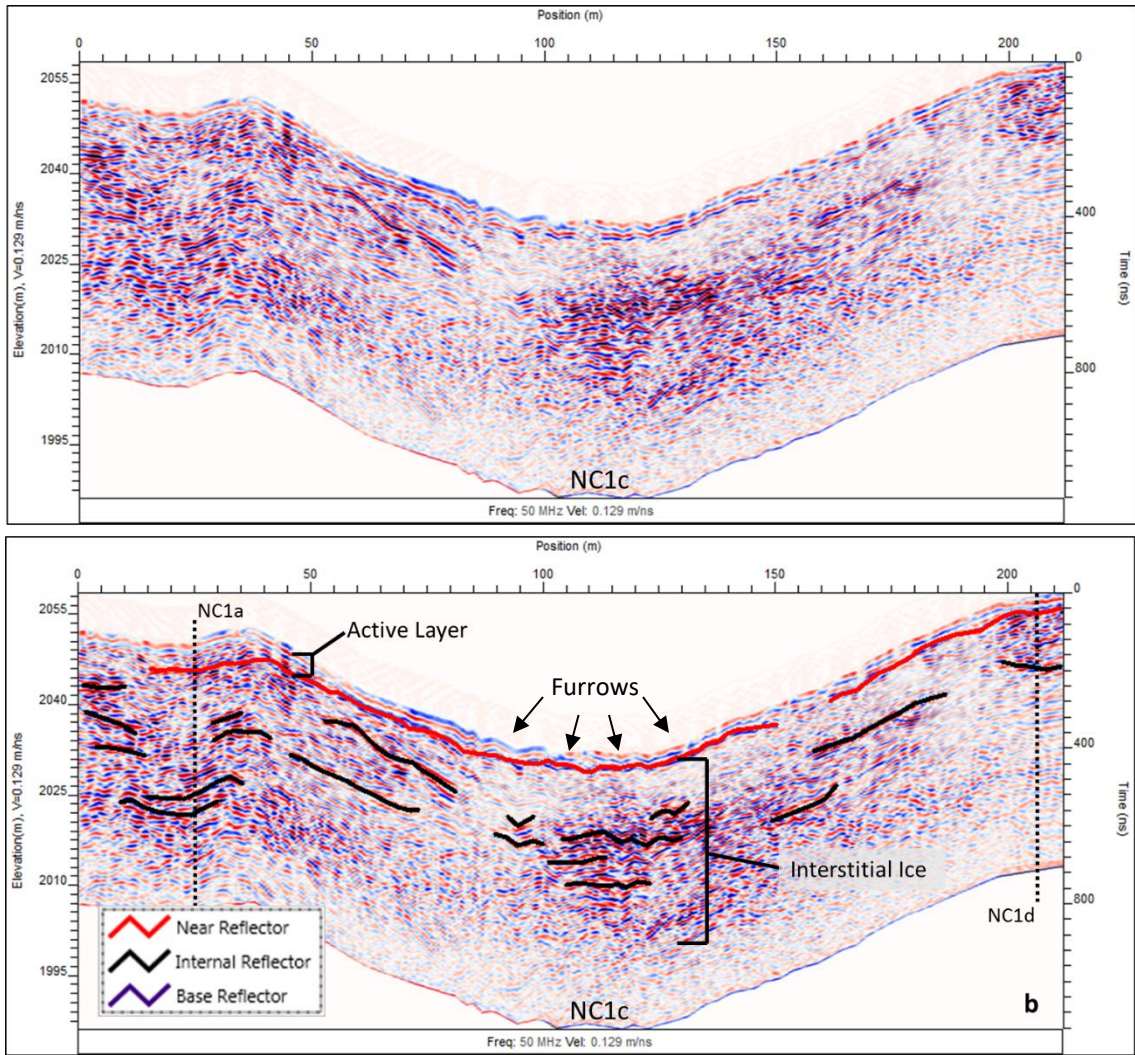 Position (m)
0 50 100 150 200
2055
2040
2025
2010
1995
Elevation(m), V=0.129 m/ns
0
400
800
Time (ns)
NC1c
Freq: 50 MHz Vel: 0.129 m/ns
Position (m)
0 50 100 150 200
2055
2040
2025
2010
1995
Elevation(m), V=0.129 m/ns
0
400
800
Time (ns)
NC1a
Active Layer
Furrows
Interstitial Ice
NC1d
Near Reflector
Internal Reflector
Base Reflector
NC1c
b
Freq: 50 MHz Vel: 0.129 m/ns